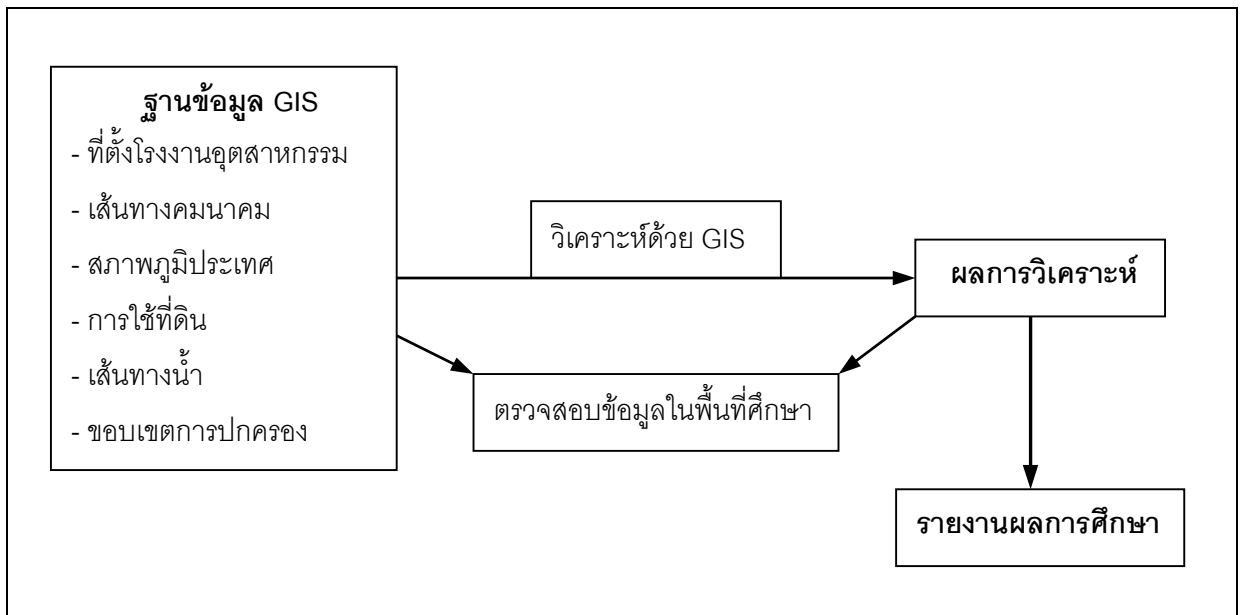 ฐานข้อมูล GIS
- ที่ตั้งโรงงานอุตสาหกรรม
- เส้นทางคมนาคม
- สภาพภูมิประเทศ
- การใช้ที่ดิน
- เส้นทางน้ำ
- ขอบเขตการปกครอง
วิเคราะห์ด้วย GIS
ผลการวิเคราะห์
ตรวจสอบข้อมูลในพื้นที่ศึกษา
รายงานผลการศึกษา